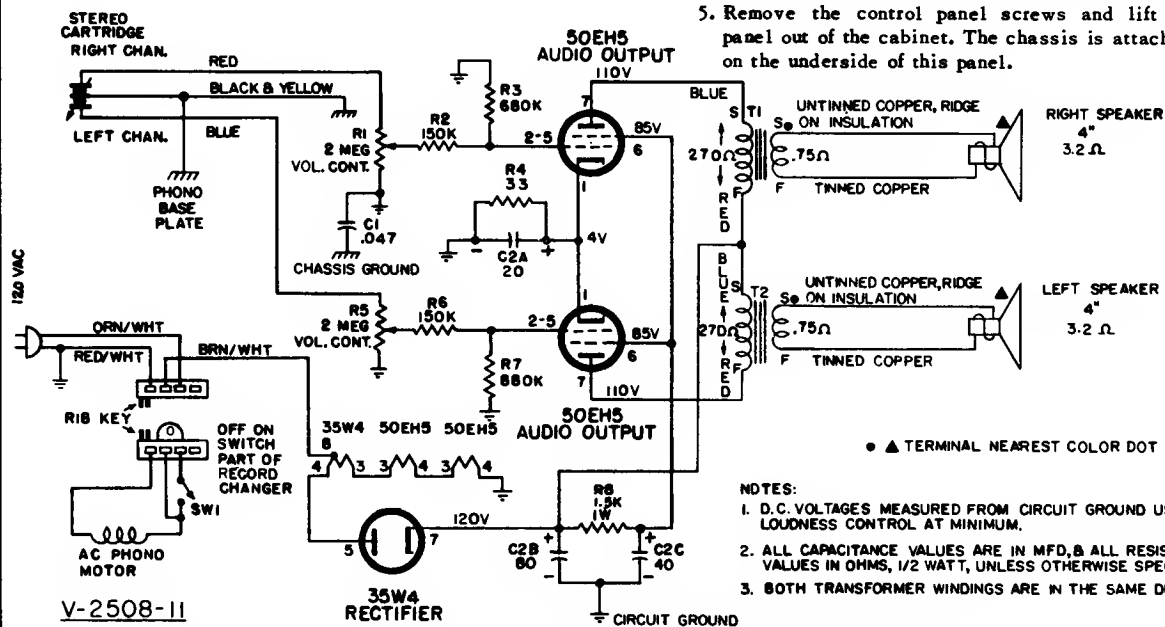 5. Remove the control panel screws and lift
panel out of the cabinet. The chassis is attach
on the underside of this panel.
STEREO
CARTRIDGE
RIGHT CHAN.
LEFT CHAN.
RED
BLACK & YELLOW
BLUE
PHONO
BASE
PLATE
R1
2 MEG
VOL. CONT.
C1
.047
CHASSIS GROUND
R2
150K
R3
680K
50EH5
AUDIO OUTPUT
110V
7
2-5
85V
6
1
R4
33
C2A
20
- +
4V
BLUE
S T1
270Ω
F
RED
S
.75Ω
F
UNTINNED COPPER, RIDGE
ON INSULATION
TINNED COPPER
RIGHT SPEAKER
4"
3.2 Ω
120 VAC
ORN/WHT
RED/WHT
BRN/WHT
RIB KEY
OFF ON
SWITCH
PART OF
RECORD
CHANGER
SW1
AC PHONO
MOTOR
V-2508-11
R5
2 MEG
VOL. CONT.
R6
150K
R7
680K
1
2-5
85V
6
7
110V
50EH5
AUDIO OUTPUT
BLUE
S T2
270Ω
F
RED
S
.75Ω
F
UNTINNED COPPER, RIDGE
ON INSULATION
TINNED COPPER
LEFT SPEAKER
4"
3.2 Ω
35W4 50EH5 50EH5
6
4 3 3 4 3 4
5
7
120V
35W4
RECTIFIER
R8
1.5K
1W
+ +
C2B
80
C2C
40
- -
CIRCUIT GROUND
● ▲ TERMINAL NEAREST COLOR DOT
NOTES:
1. D.C. VOLTAGES MEASURED FROM CIRCUIT GROUND US
LOUDNESS CONTROL AT MINIMUM.
2. ALL CAPACITANCE VALUES ARE IN MFD, & ALL RESIS
VALUES IN OHMS, 1/2 WATT, UNLESS OTHERWISE SPE
3. BOTH TRANSFORMER WINDINGS ARE IN THE SAME D